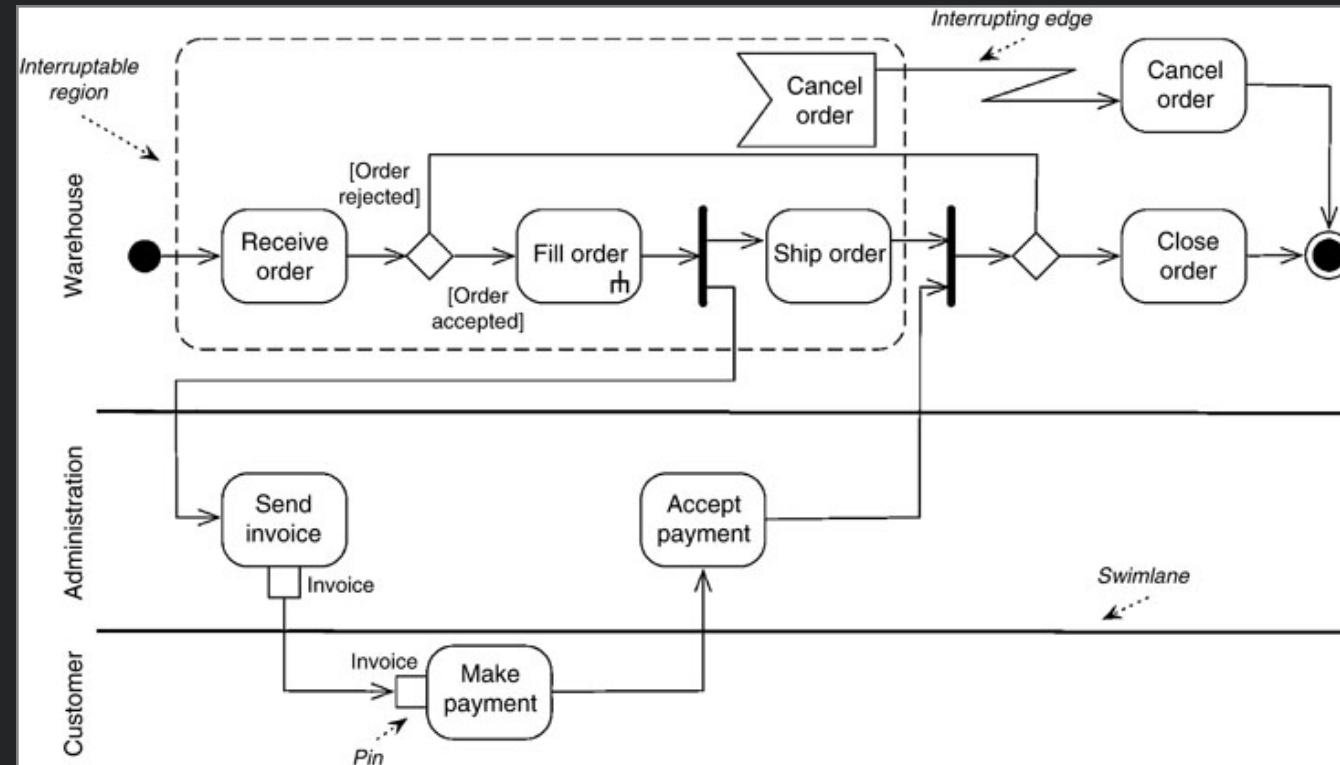 Interrupting edge
Interruptable
region
Cancel
order
Cancel
order
[Order
rejected]
Warehouse
Receive
order
Fill order
Ship order
Close
order
[Order
accepted]
Administration
Send
invoice
Accept
payment
Invoice
Swimlane
Customer
Invoice
Make
payment
Pin